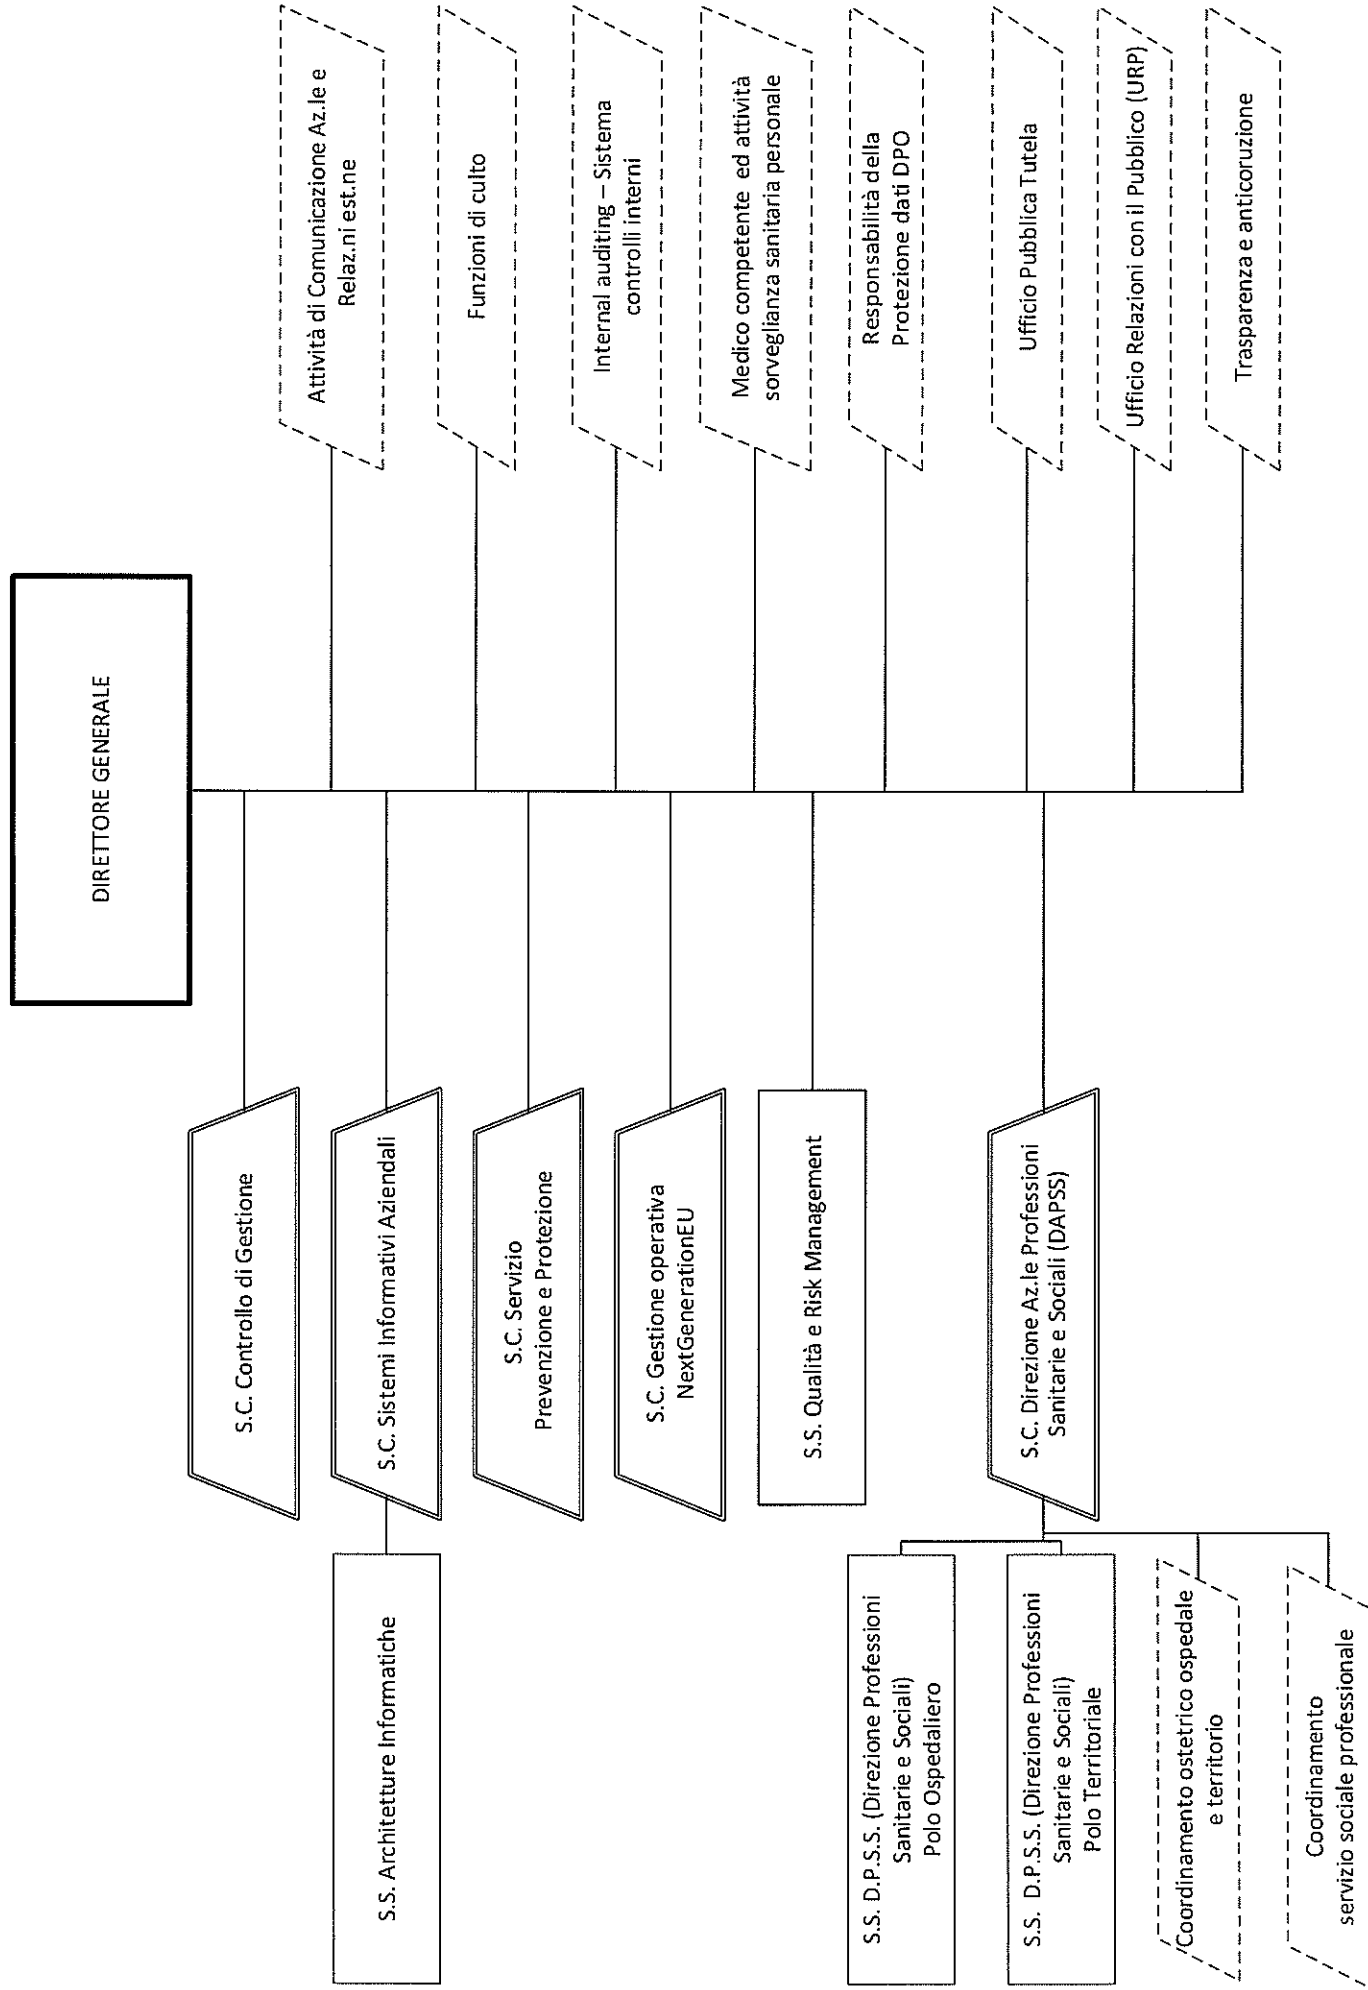 DIRETTORE GENERALE
S.C. Controllo di Gestione
S.S. Architetture Informatiche
S.C. Sistemi Informativi Aziendali
S.C. Servizio
Prevenzione e Protezione
S.C. Gestione operativa
NextGenerationEU
S.S. Qualità e Risk Management
S.C. Direzione Az.le Professioni
Sanitarie e Sociali (DAPSS)
S.S. D.P.S.S. (Direzione Professioni
Sanitarie e Sociali)
Polo Ospedaliero
S.S. D.P.S.S. (Direzione Professioni
Sanitarie e Sociali)
Polo Territoriale
Coordinamento ostetrico ospedale
e territorio
Coordinamento
servizio sociale professionale
Attività di Comunicazione Az.le e
Relaz.ni est.ne
Funzioni di culto
Internal auditing – Sistema
controlli interni
Medico competente ed attività
sorveglianza sanitaria personale
Responsabilità della
Protezione dati DPO
Ufficio Pubblica Tutela
Ufficio Relazioni con il Pubblico (URP)
Trasparenza e anticoruzione